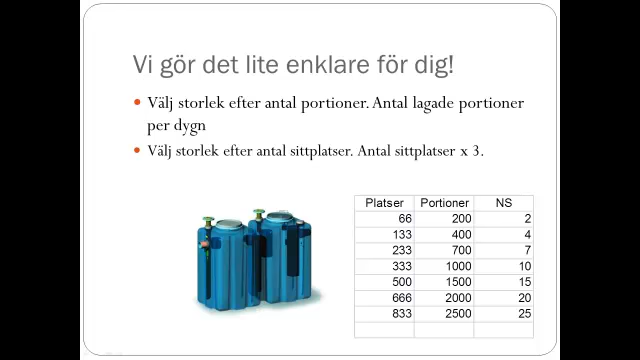 Vi gör det lite enklare för dig!
• Välj storlek efter antal portioner. Antal lagade portioner
per dygn
• Välj storlek efter antal sittplatser. Antal sittplatser x 3.
Platser Portioner NS
66 200 2
133 400 4
233 700 7
333 1000 10
500 1500 15
666 2000 20
833 2500 25